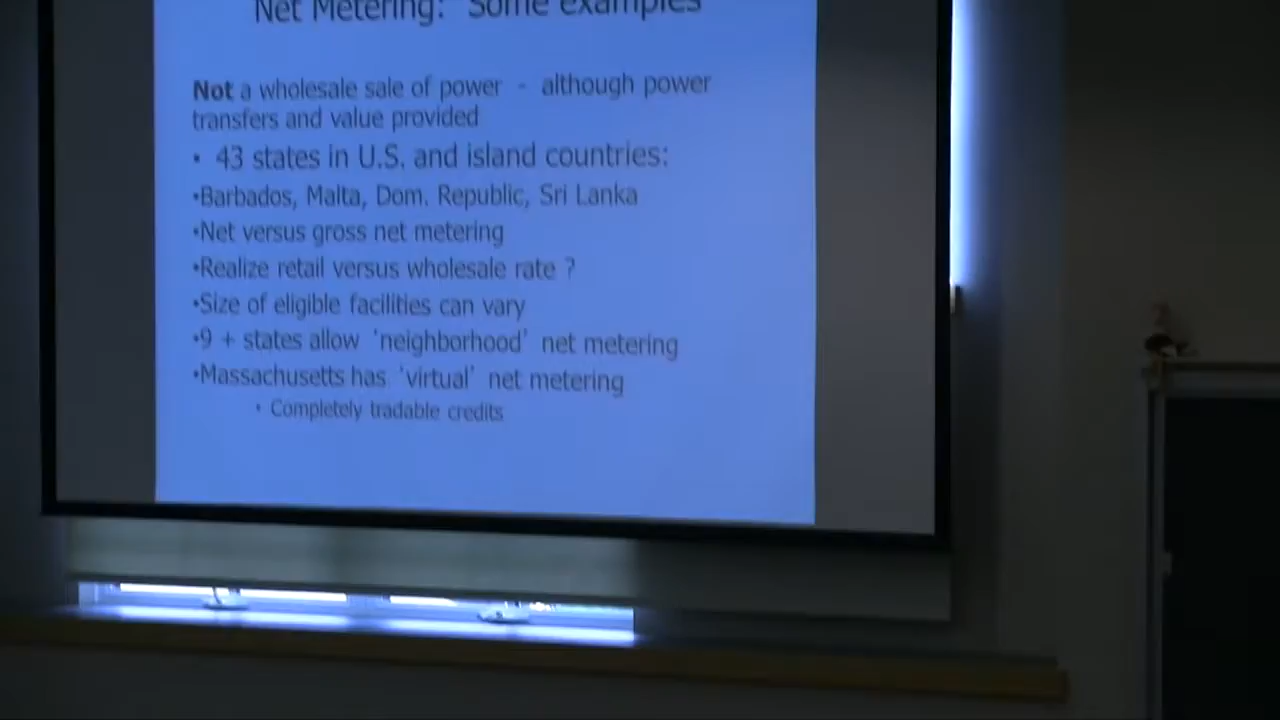 Net Metering: Some examples
Not a wholesale sale of power - although power
transfers and value provided
• 43 states in U.S. and island countries:
•Barbados, Malta, Dom. Republic, Sri Lanka
•Net versus gross net metering
•Realize retail versus wholesale rate ?
•Size of eligible facilities can vary
•9 + states allow ‘neighborhood’ net metering
•Massachusetts has ‘virtual’ net metering
• Completely tradable credits